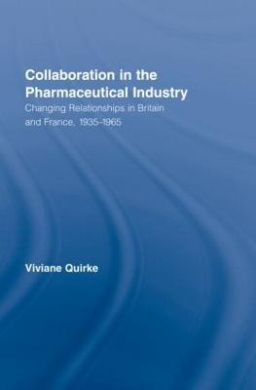 Collaboration in the
Pharmaceutical Industry
Changing Relationships in Britain
and France, 1935–1965
Viviane Quirke